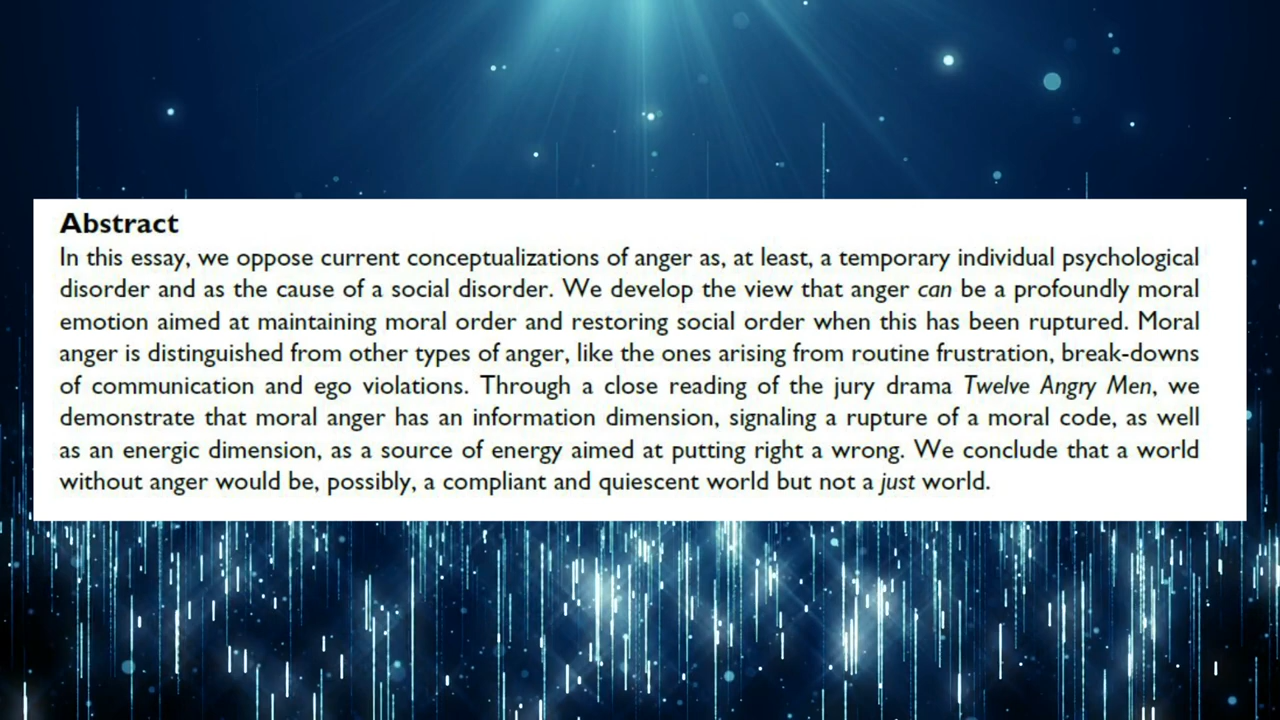 Abstract
In this essay, we oppose current conceptualizations of anger as, at least, a temporary individual psychological
disorder and as the cause of a social disorder. We develop the view that anger can be a profoundly moral
emotion aimed at maintaining moral order and restoring social order when this has been ruptured. Moral
anger is distinguished from other types of anger, like the ones arising from routine frustration, break-downs
of communication and ego violations. Through a close reading of the jury drama Twelve Angry Men, we
demonstrate that moral anger has an information dimension, signaling a rupture of a moral code, as well
as an energic dimension, as a source of energy aimed at putting right a wrong. We conclude that a world
without anger would be, possibly, a compliant and quiescent world but not a just world.